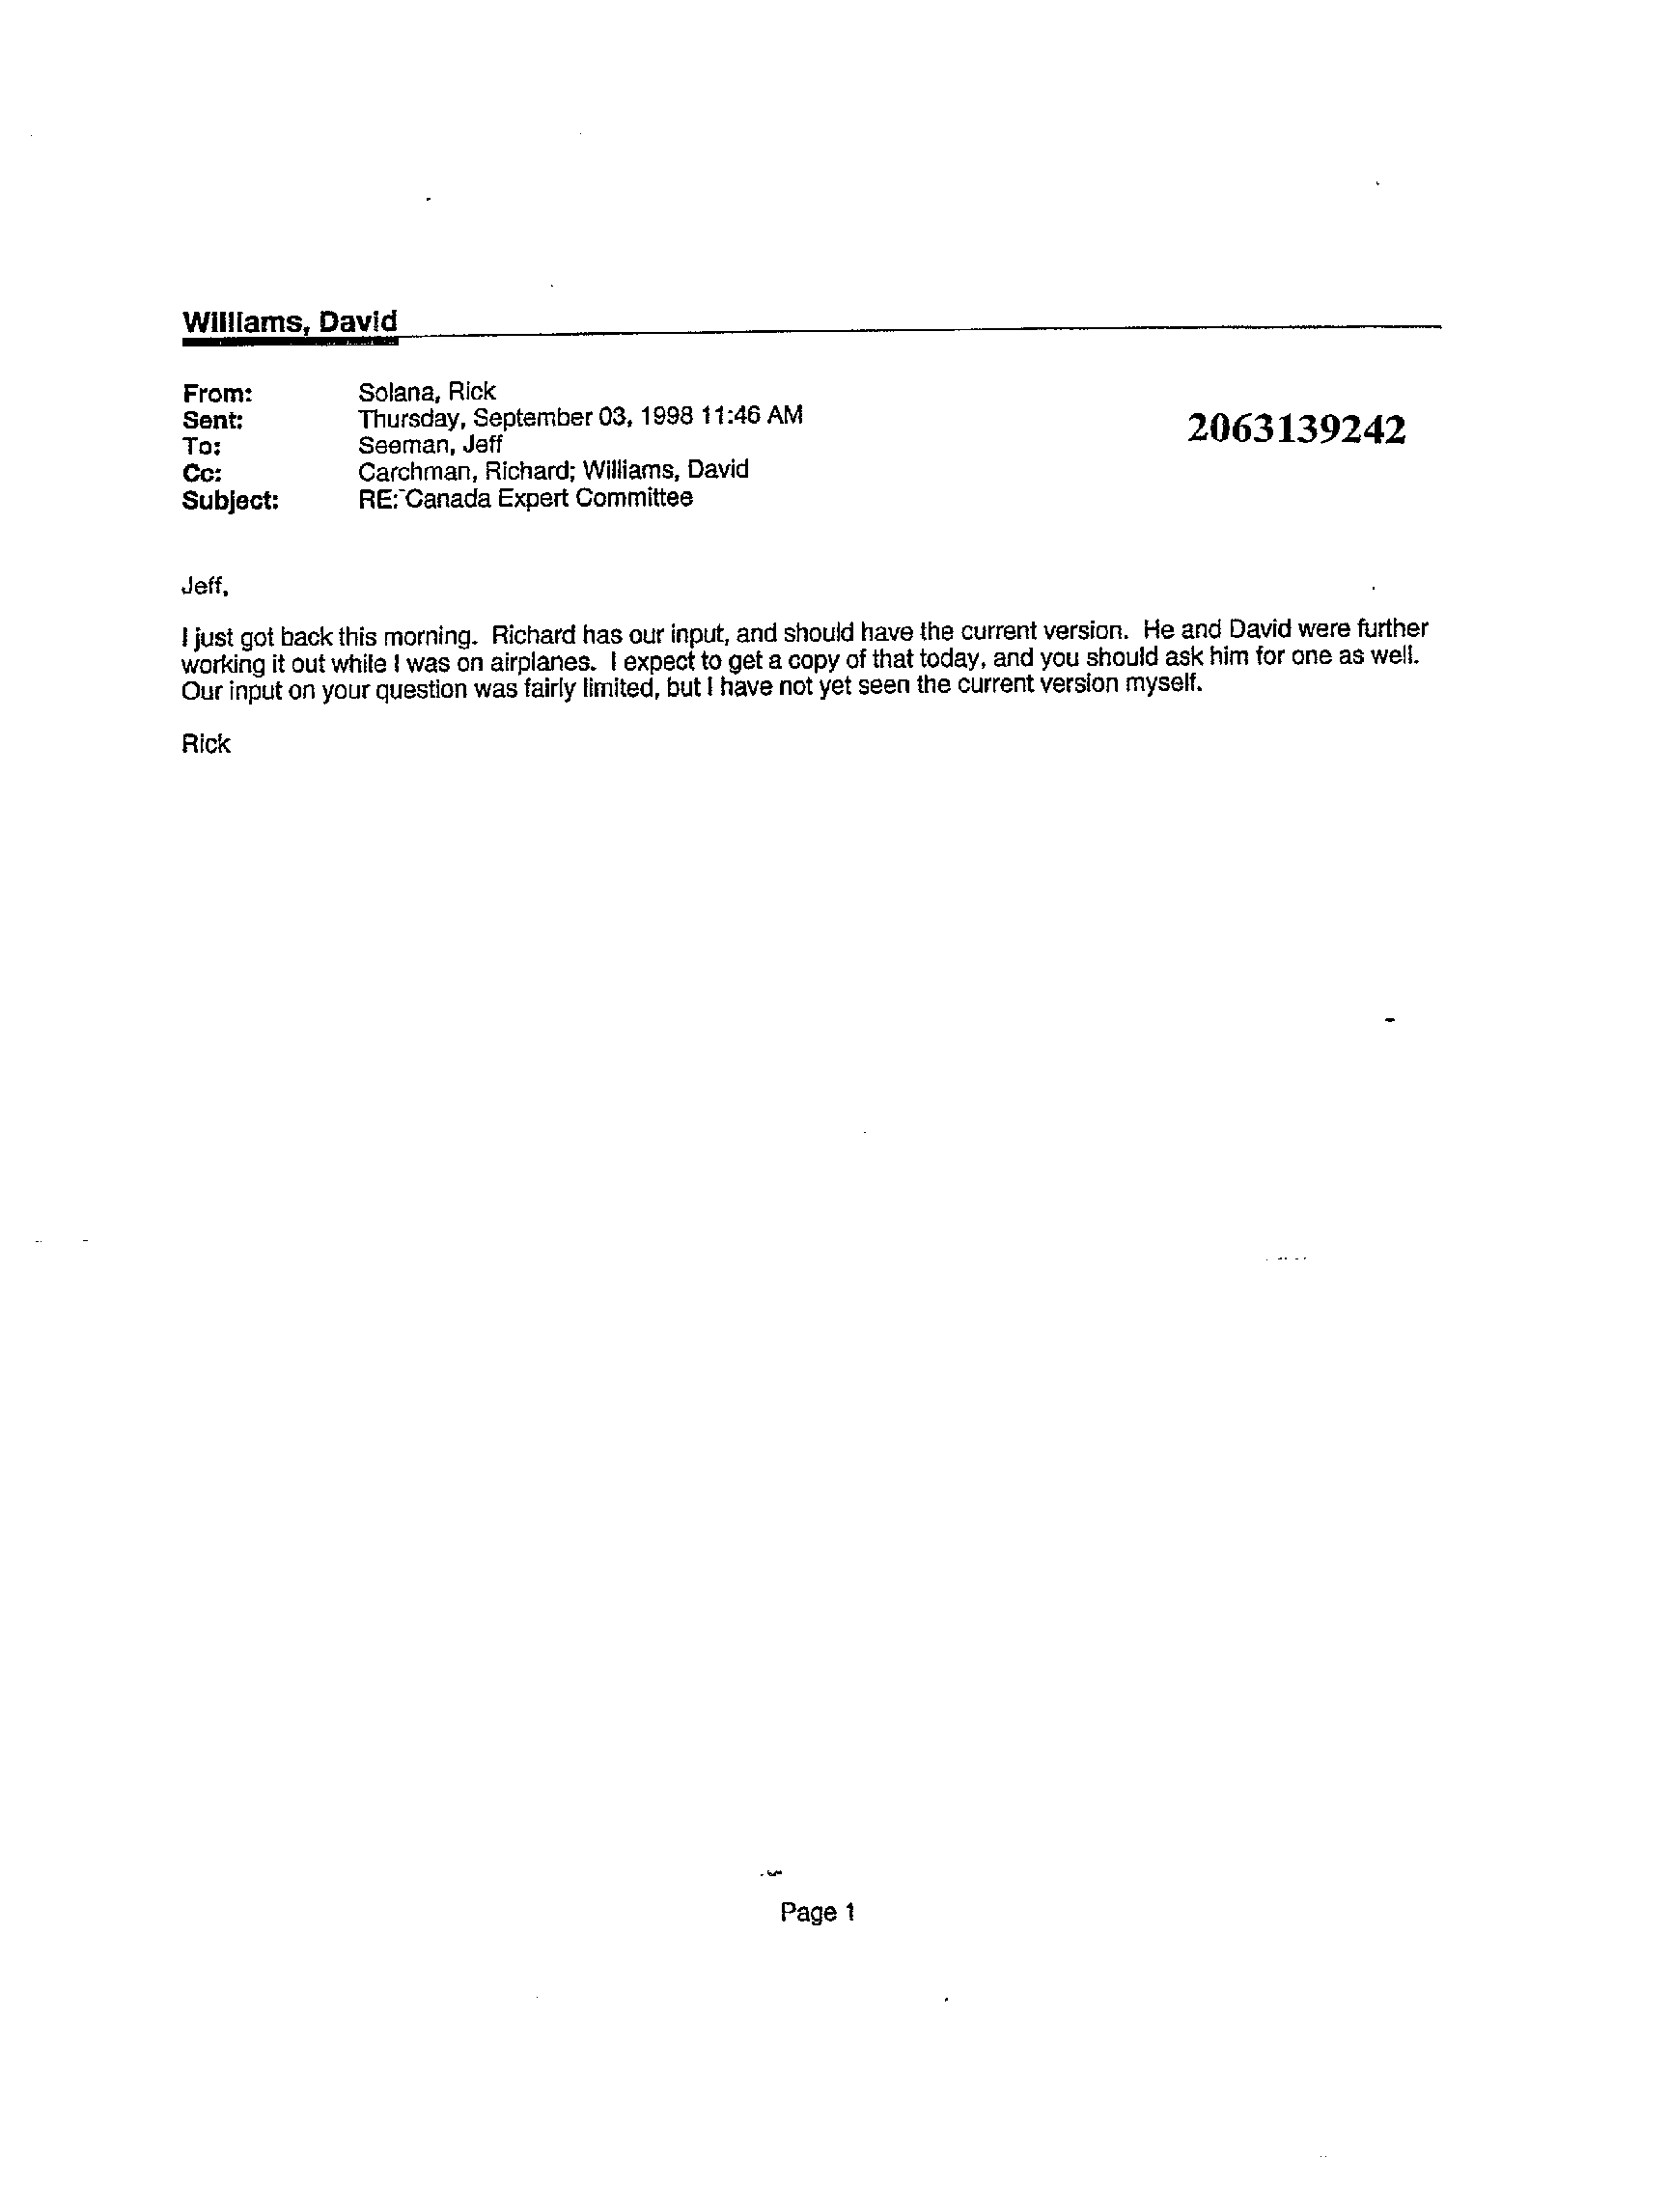 Williams, David
From: Solana, Rick
Sent: Thursday, September 03, 1998 11:46 AM
To: Seeman, Jeff
Cc: Carchman, Richard; Williams, David
Subject: RE: Canada Expert Committee
2063139242
Jeff,
I just got back this morning. Richard has our input, and should have the current version. He and David were further
working it out while I was on airplanes. I expect to get a copy of that today, and you should ask him for one as well.
Our input on your question was fairly limited, but I have not yet seen the current version myself.
Rick
Page 1